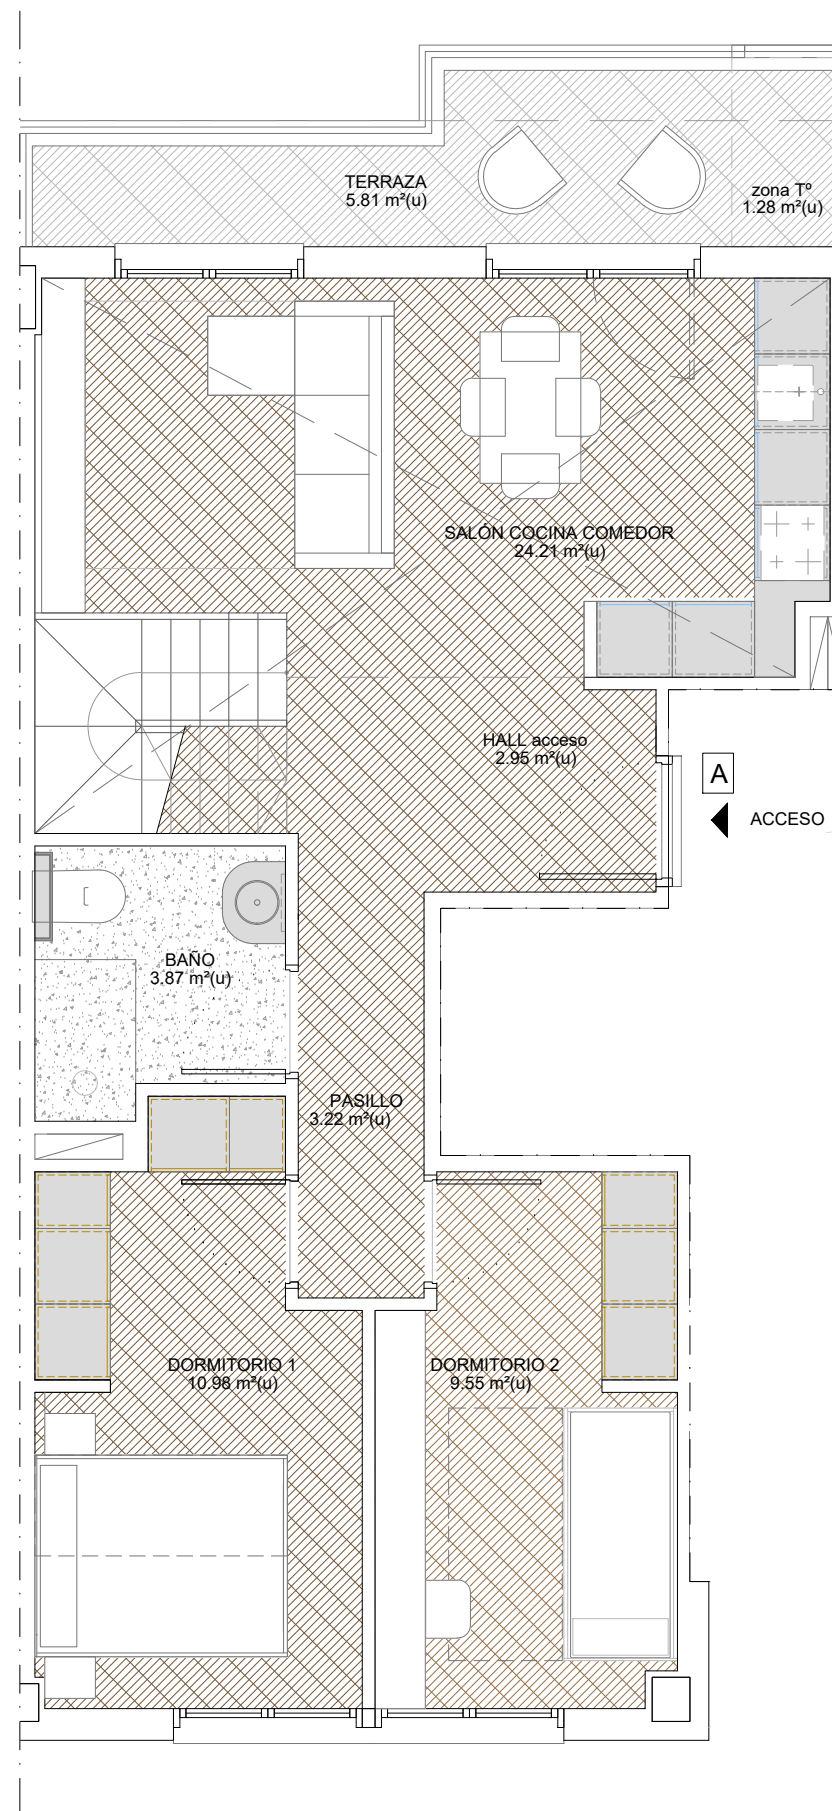 TERRAZA
5.81 m²(u)
zona Tº
1.28 m²(u)
SALÓN COCINA COMEDOR
24.21 m²(u)
HALL acceso
2.95 m²(u)
A
ACCESO
BAÑO
3.87 m²(u)
PASILLO
3.22 m²(u)
DORMITORIO 1
10.98 m²(u)
DORMITORIO 2
9.55 m²(u)